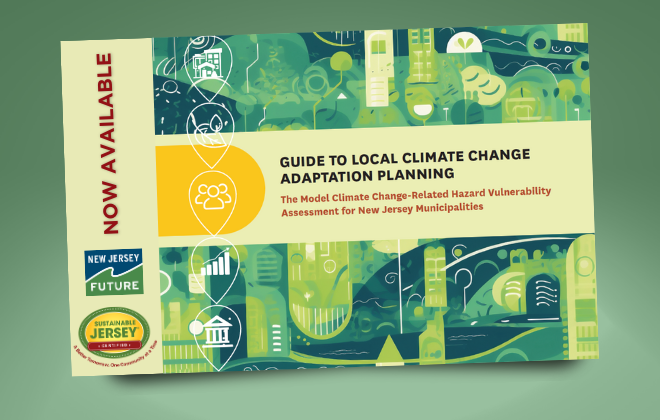 NOW AVAILABLE
GUIDE TO LOCAL CLIMATE CHANGE
ADAPTATION PLANNING
The Model Climate Change-Related Hazard Vulnerability
Assessment for New Jersey Municipalities
NEW JERSEY
FUTURE
SUSTAINABLE
JERSEY
CERTIFIED
A Better Tomorrow, One Community at a Time